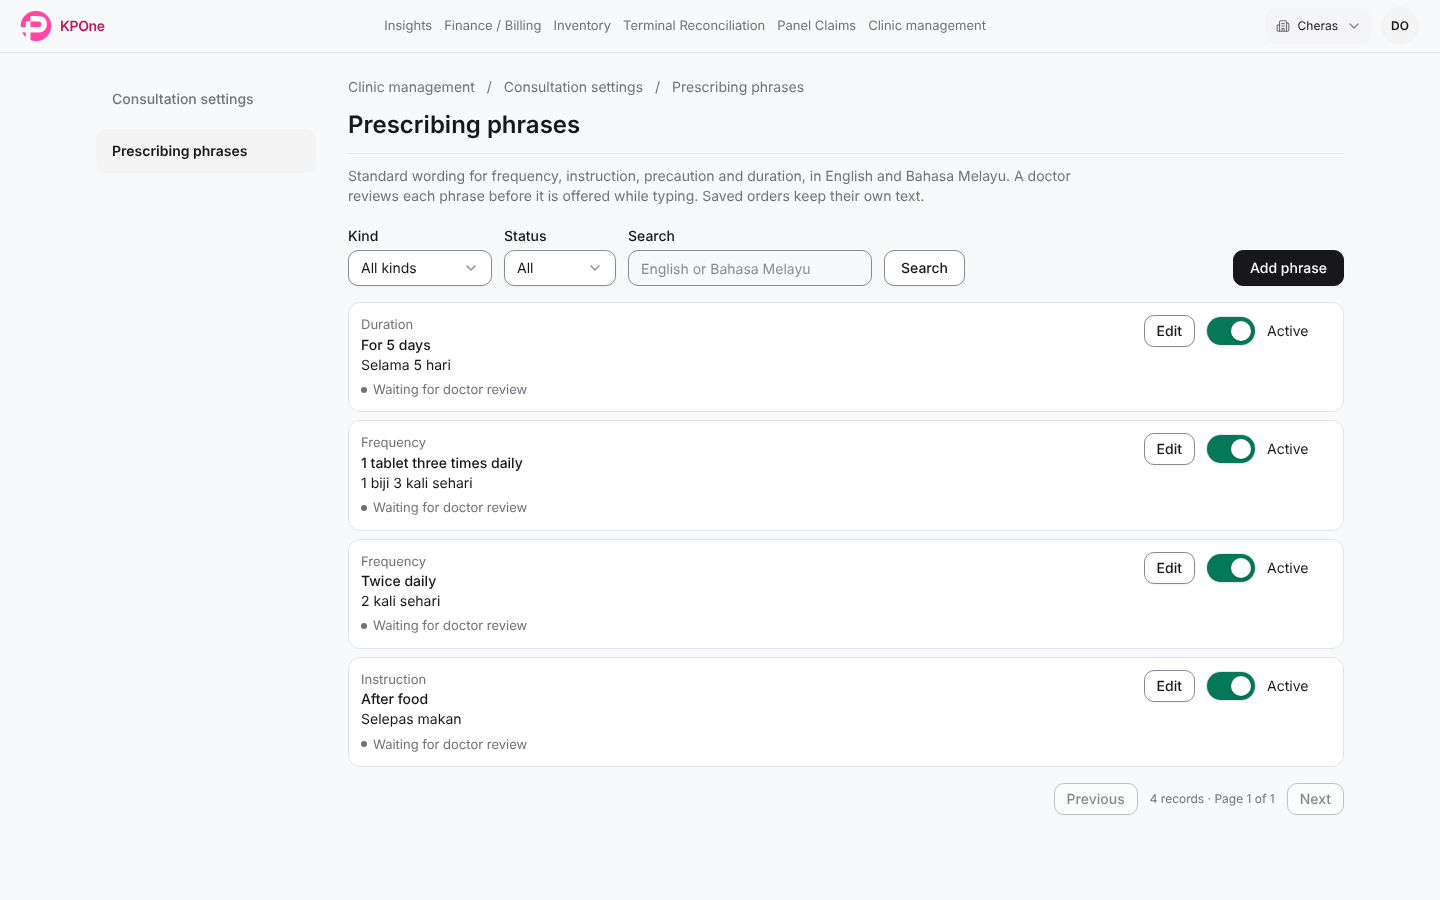 KPOne
Insights
Finance / Billing
Inventory
Terminal Reconciliation
Panel Claims
Clinic management
Cheras
DO
Consultation settings
Prescribing phrases
Clinic management / Consultation settings / Prescribing phrases
Prescribing phrases
Standard wording for frequency, instruction, precaution and duration, in English and Bahasa Melayu. A doctor
reviews each phrase before it is offered while typing. Saved orders keep their own text.
Kind
All kinds
Status
All
Search
English or Bahasa Melayu
Search
Add phrase
Duration
For 5 days
Selama 5 hari
Waiting for doctor review
Edit
Active
Frequency
1 tablet three times daily
1 biji 3 kali sehari
Waiting for doctor review
Edit
Active
Frequency
Twice daily
2 kali sehari
Waiting for doctor review
Edit
Active
Instruction
After food
Selepas makan
Waiting for doctor review
Edit
Active
Previous
4 records · Page 1 of 1
Next